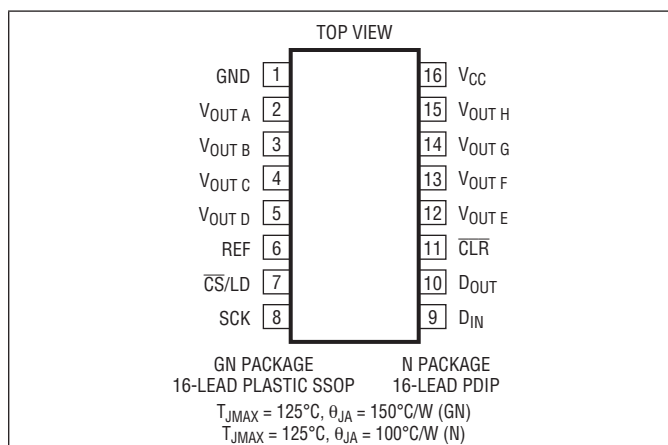 TOP VIEW
GND 1 16 VCC
VOUT A 2 15 VOUT H
VOUT B 3 14 VOUT G
VOUT C 4 13 VOUT F
VOUT D 5 12 VOUT E
REF 6 11 C̅L̅R̅
C̅S̅/LD 7 10 DOUT
SCK 8 9 DIN
GN PACKAGE N PACKAGE
16-LEAD PLASTIC SSOP 16-LEAD PDIP
TJMAX = 125°C, θJA = 150°C/W (GN)
TJMAX = 125°C, θJA = 100°C/W (N)